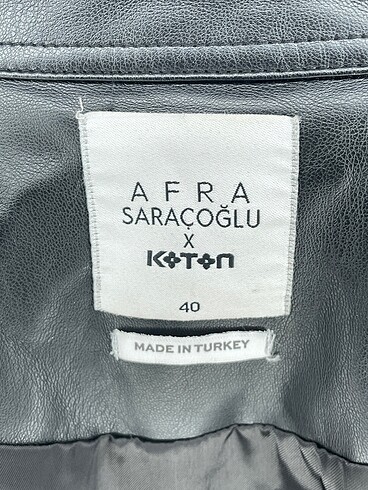 AFRA
SARAÇOĞLU
X
KOTON
40
MADE IN TURKEY